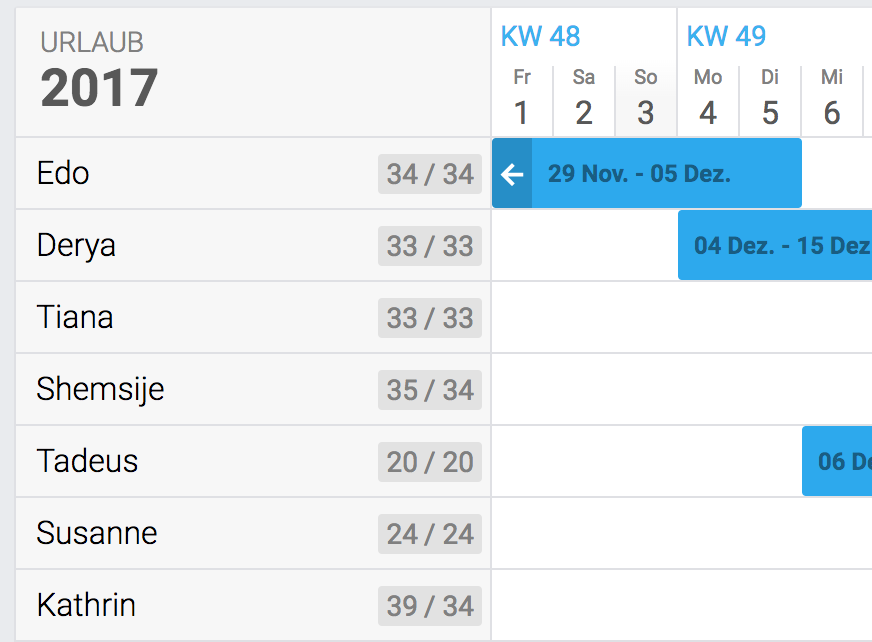 URLAUB
2017
KW 48 KW 49
Fr Sa So Mo Di Mi
1 2 3 4 5 6
Edo 34 / 34 29 Nov. - 05 Dez.
Derya 33 / 33 04 Dez. - 15 Dez
Tiana 33 / 33
Shemsije 35 / 34
Tadeus 20 / 20 06 De
Susanne 24 / 24
Kathrin 39 / 34